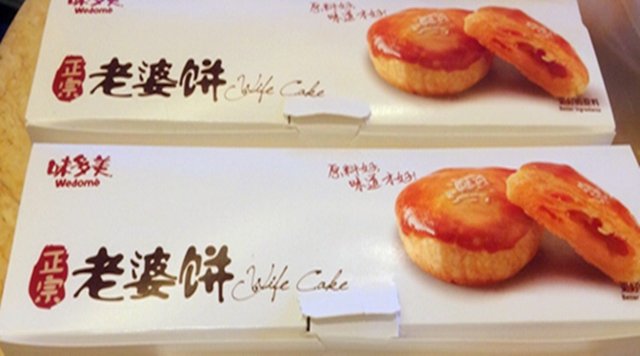 味多美
Wedome
原料好,
味道才好!
正宗 老婆饼 Wife Cake
味多美
Wedome
原料好,
味道才好!
正宗 老婆饼 Wife Cake